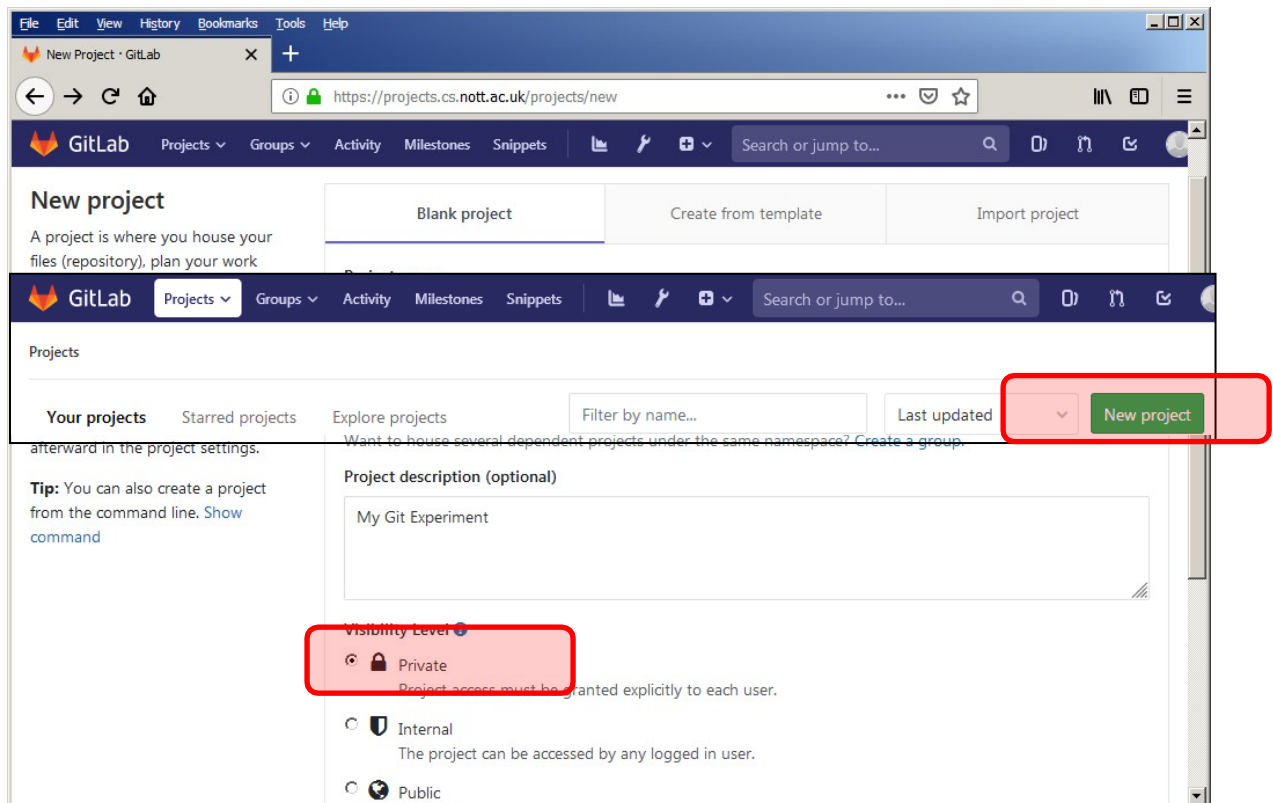 File Edit View History Bookmarks Tools Help
New Project · GitLab
https://projects.cs.nott.ac.uk/projects/new
GitLab Projects Groups Activity Milestones Snippets Search or jump to...
New project
A project is where you house your
files (repository), plan your work
Blank project Create from template Import project
GitLab Projects Groups Activity Milestones Snippets Search or jump to...
Projects
Your projects Starred projects Explore projects Filter by name... Last updated New project
afterward in the project settings.
Tip: You can also create a project
from the command line. Show
command
Want to house several dependent projects under the same namespace? Create a group.
Project description (optional)
My Git Experiment
Visibility Level
Private
Project access must be granted explicitly to each user.
Internal
The project can be accessed by any logged in user.
Public